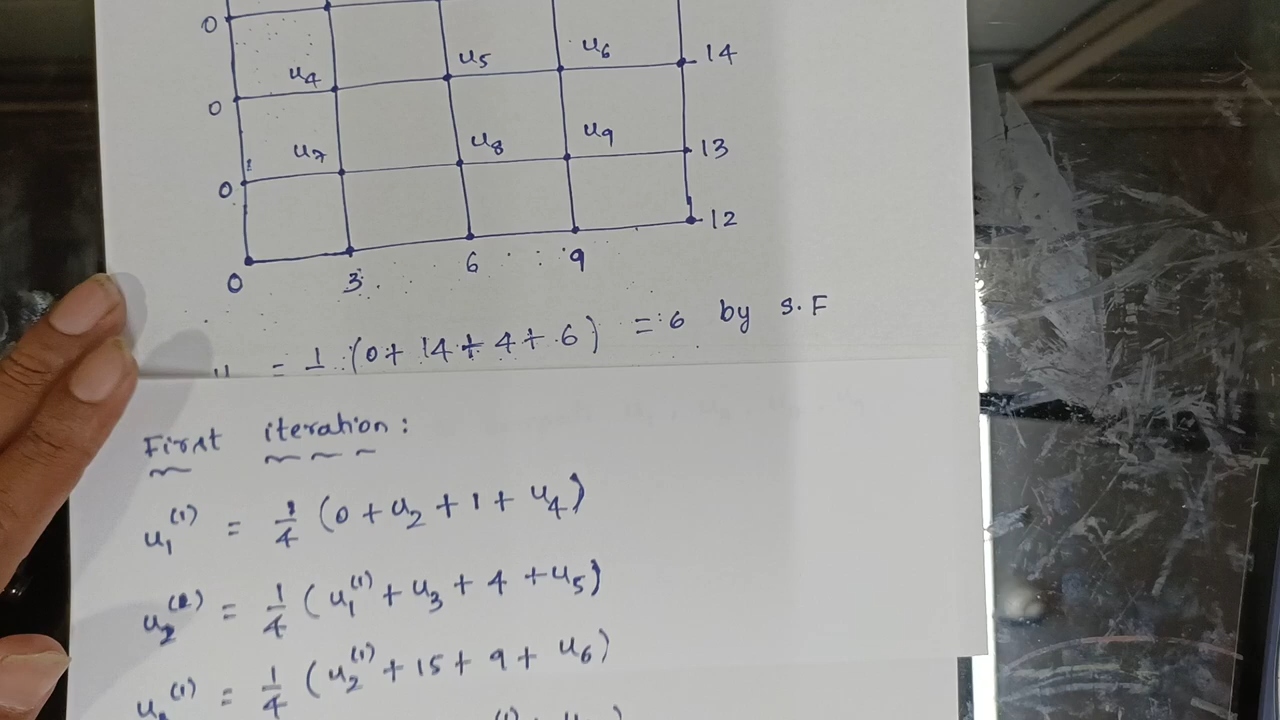 0
u₄ u₅ u₆ 14
0
u₇ u₈ u₉ 13
0
12
0 3 6 9
= 1 (0 + 14 + 4 + 6) = 6 by S.F
First iteration:
u₁⁽¹⁾ = 1/4 (0 + u₂ + 1 + u₄)
u₂⁽¹⁾ = 1/4 (u₁⁽¹⁾ + u₃ + 4 + u₅)
u₃⁽¹⁾ = 1/4 (u₂⁽¹⁾ + 15 + 9 + u₆)